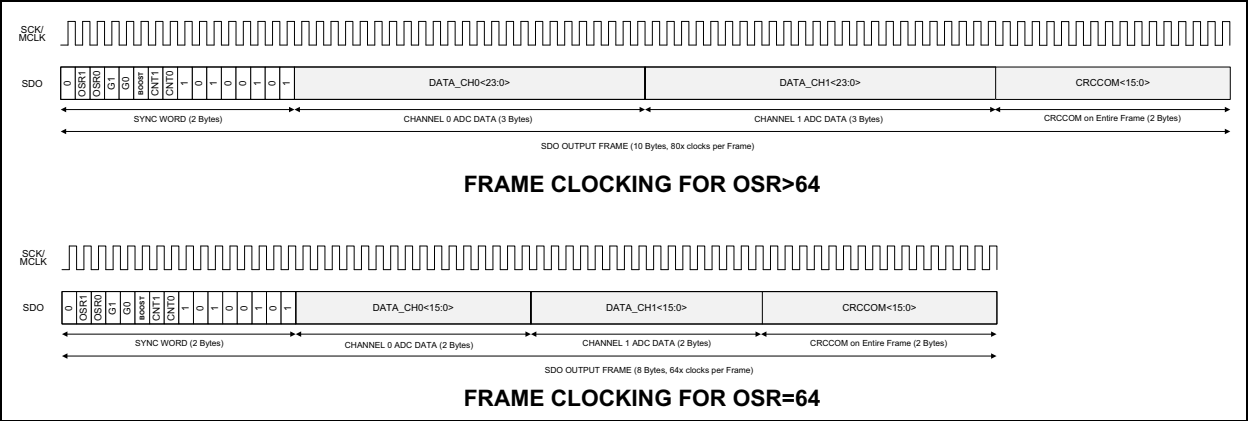 SCK/
MCLK
SDO
0 OSR1 OSR0 G1 G0 BOOST CNT1 CNT0 1 0 1 0 0 1 0 1 DATA_CH0<23:0> DATA_CH1<23:0> CRCCOM<15:0>
SYNC WORD (2 Bytes) CHANNEL 0 ADC DATA (3 Bytes) CHANNEL 1 ADC DATA (3 Bytes) CRCCOM on Entire Frame (2 Bytes)
SDO OUTPUT FRAME (10 Bytes, 80x clocks per Frame)
FRAME CLOCKING FOR OSR>64
SCK/
MCLK
SDO
0 OSR1 OSR0 G1 G0 BOOST CNT1 CNT0 1 0 1 0 0 1 0 1 DATA_CH0<15:0> DATA_CH1<15:0> CRCCOM<15:0>
SYNC WORD (2 Bytes) CHANNEL 0 ADC DATA (2 Bytes) CHANNEL 1 ADC DATA (2 Bytes) CRCCOM on Entire Frame (2 Bytes)
SDO OUTPUT FRAME (8 Bytes, 64x clocks per Frame)
FRAME CLOCKING FOR OSR=64